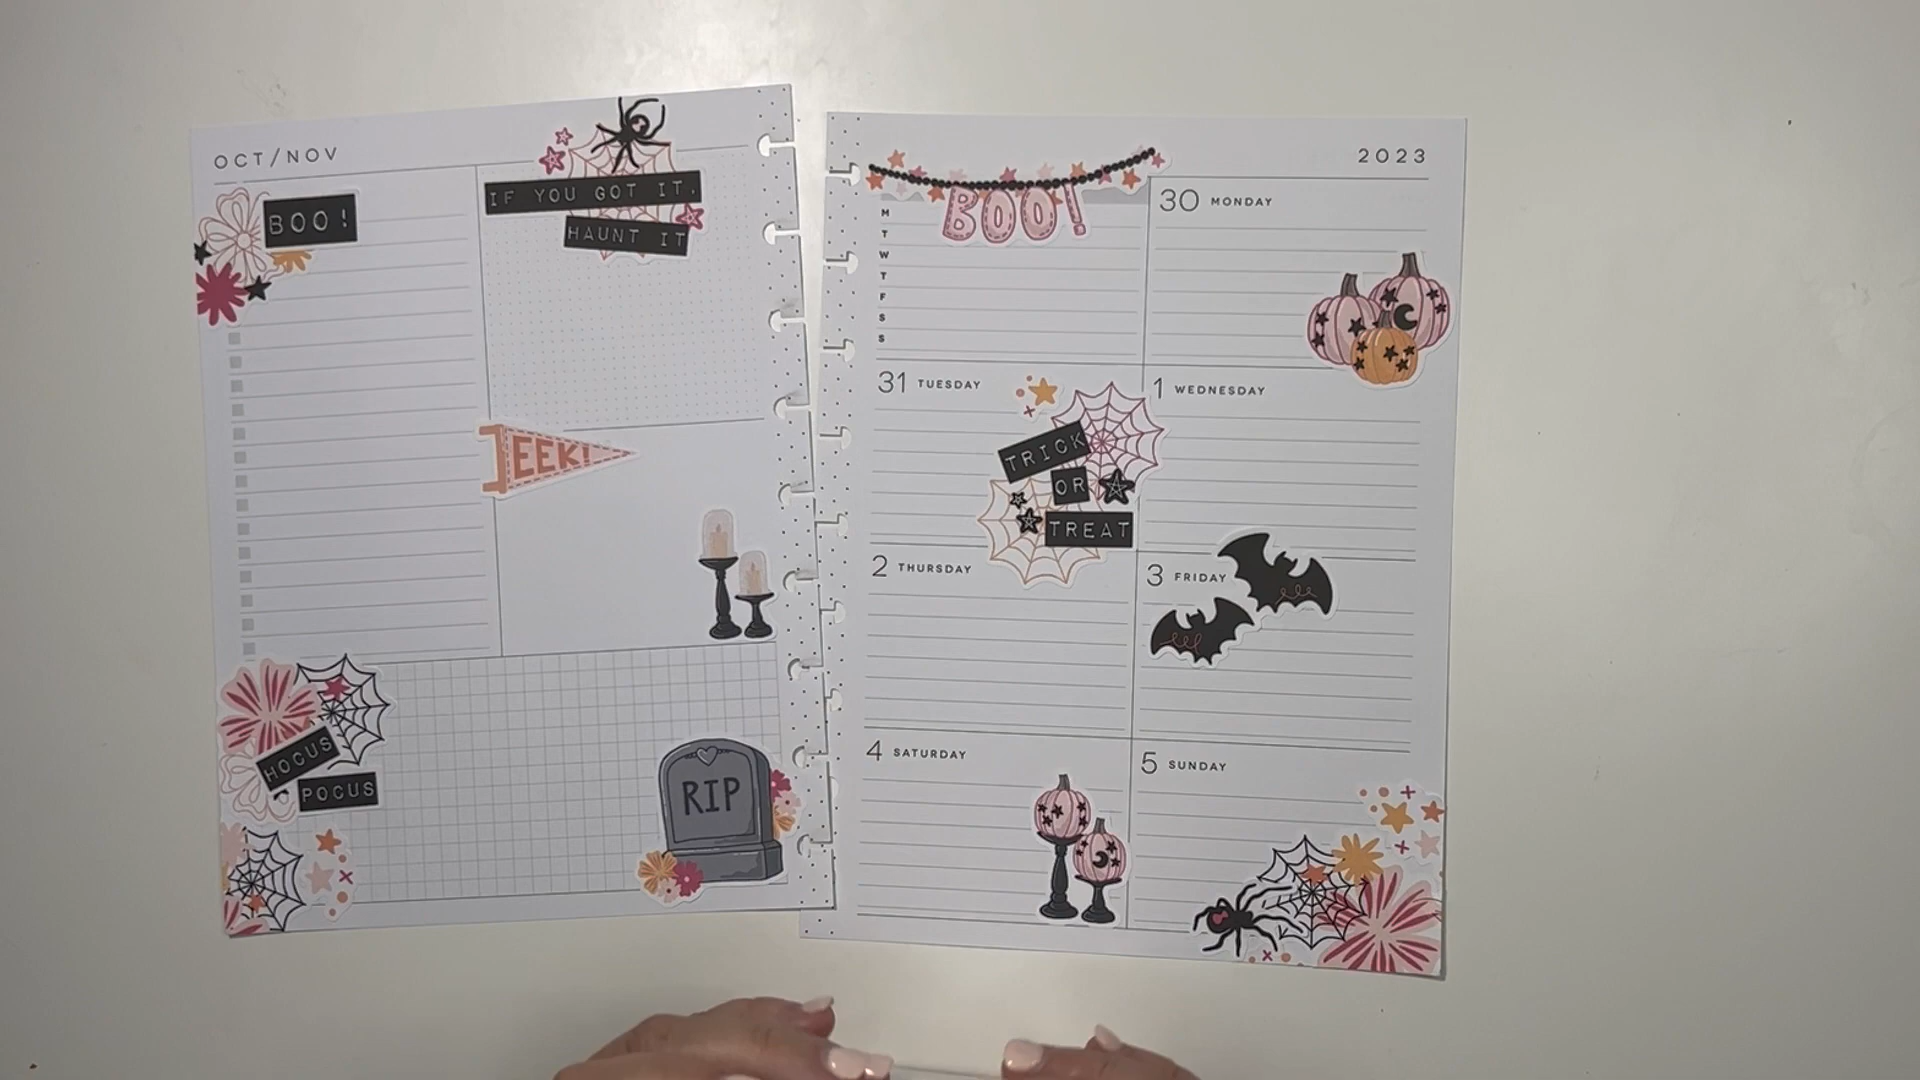 OCT/NOV
BOO!
IF YOU GOT IT,
HAUNT IT
EEK!
HOCUS
POCUS
RIP
2023
BOO!
M
T
W
T
F
S
S
30 MONDAY
31 TUESDAY
TRICK
OR
TREAT
1 WEDNESDAY
2 THURSDAY
3 FRIDAY
4 SATURDAY
5 SUNDAY